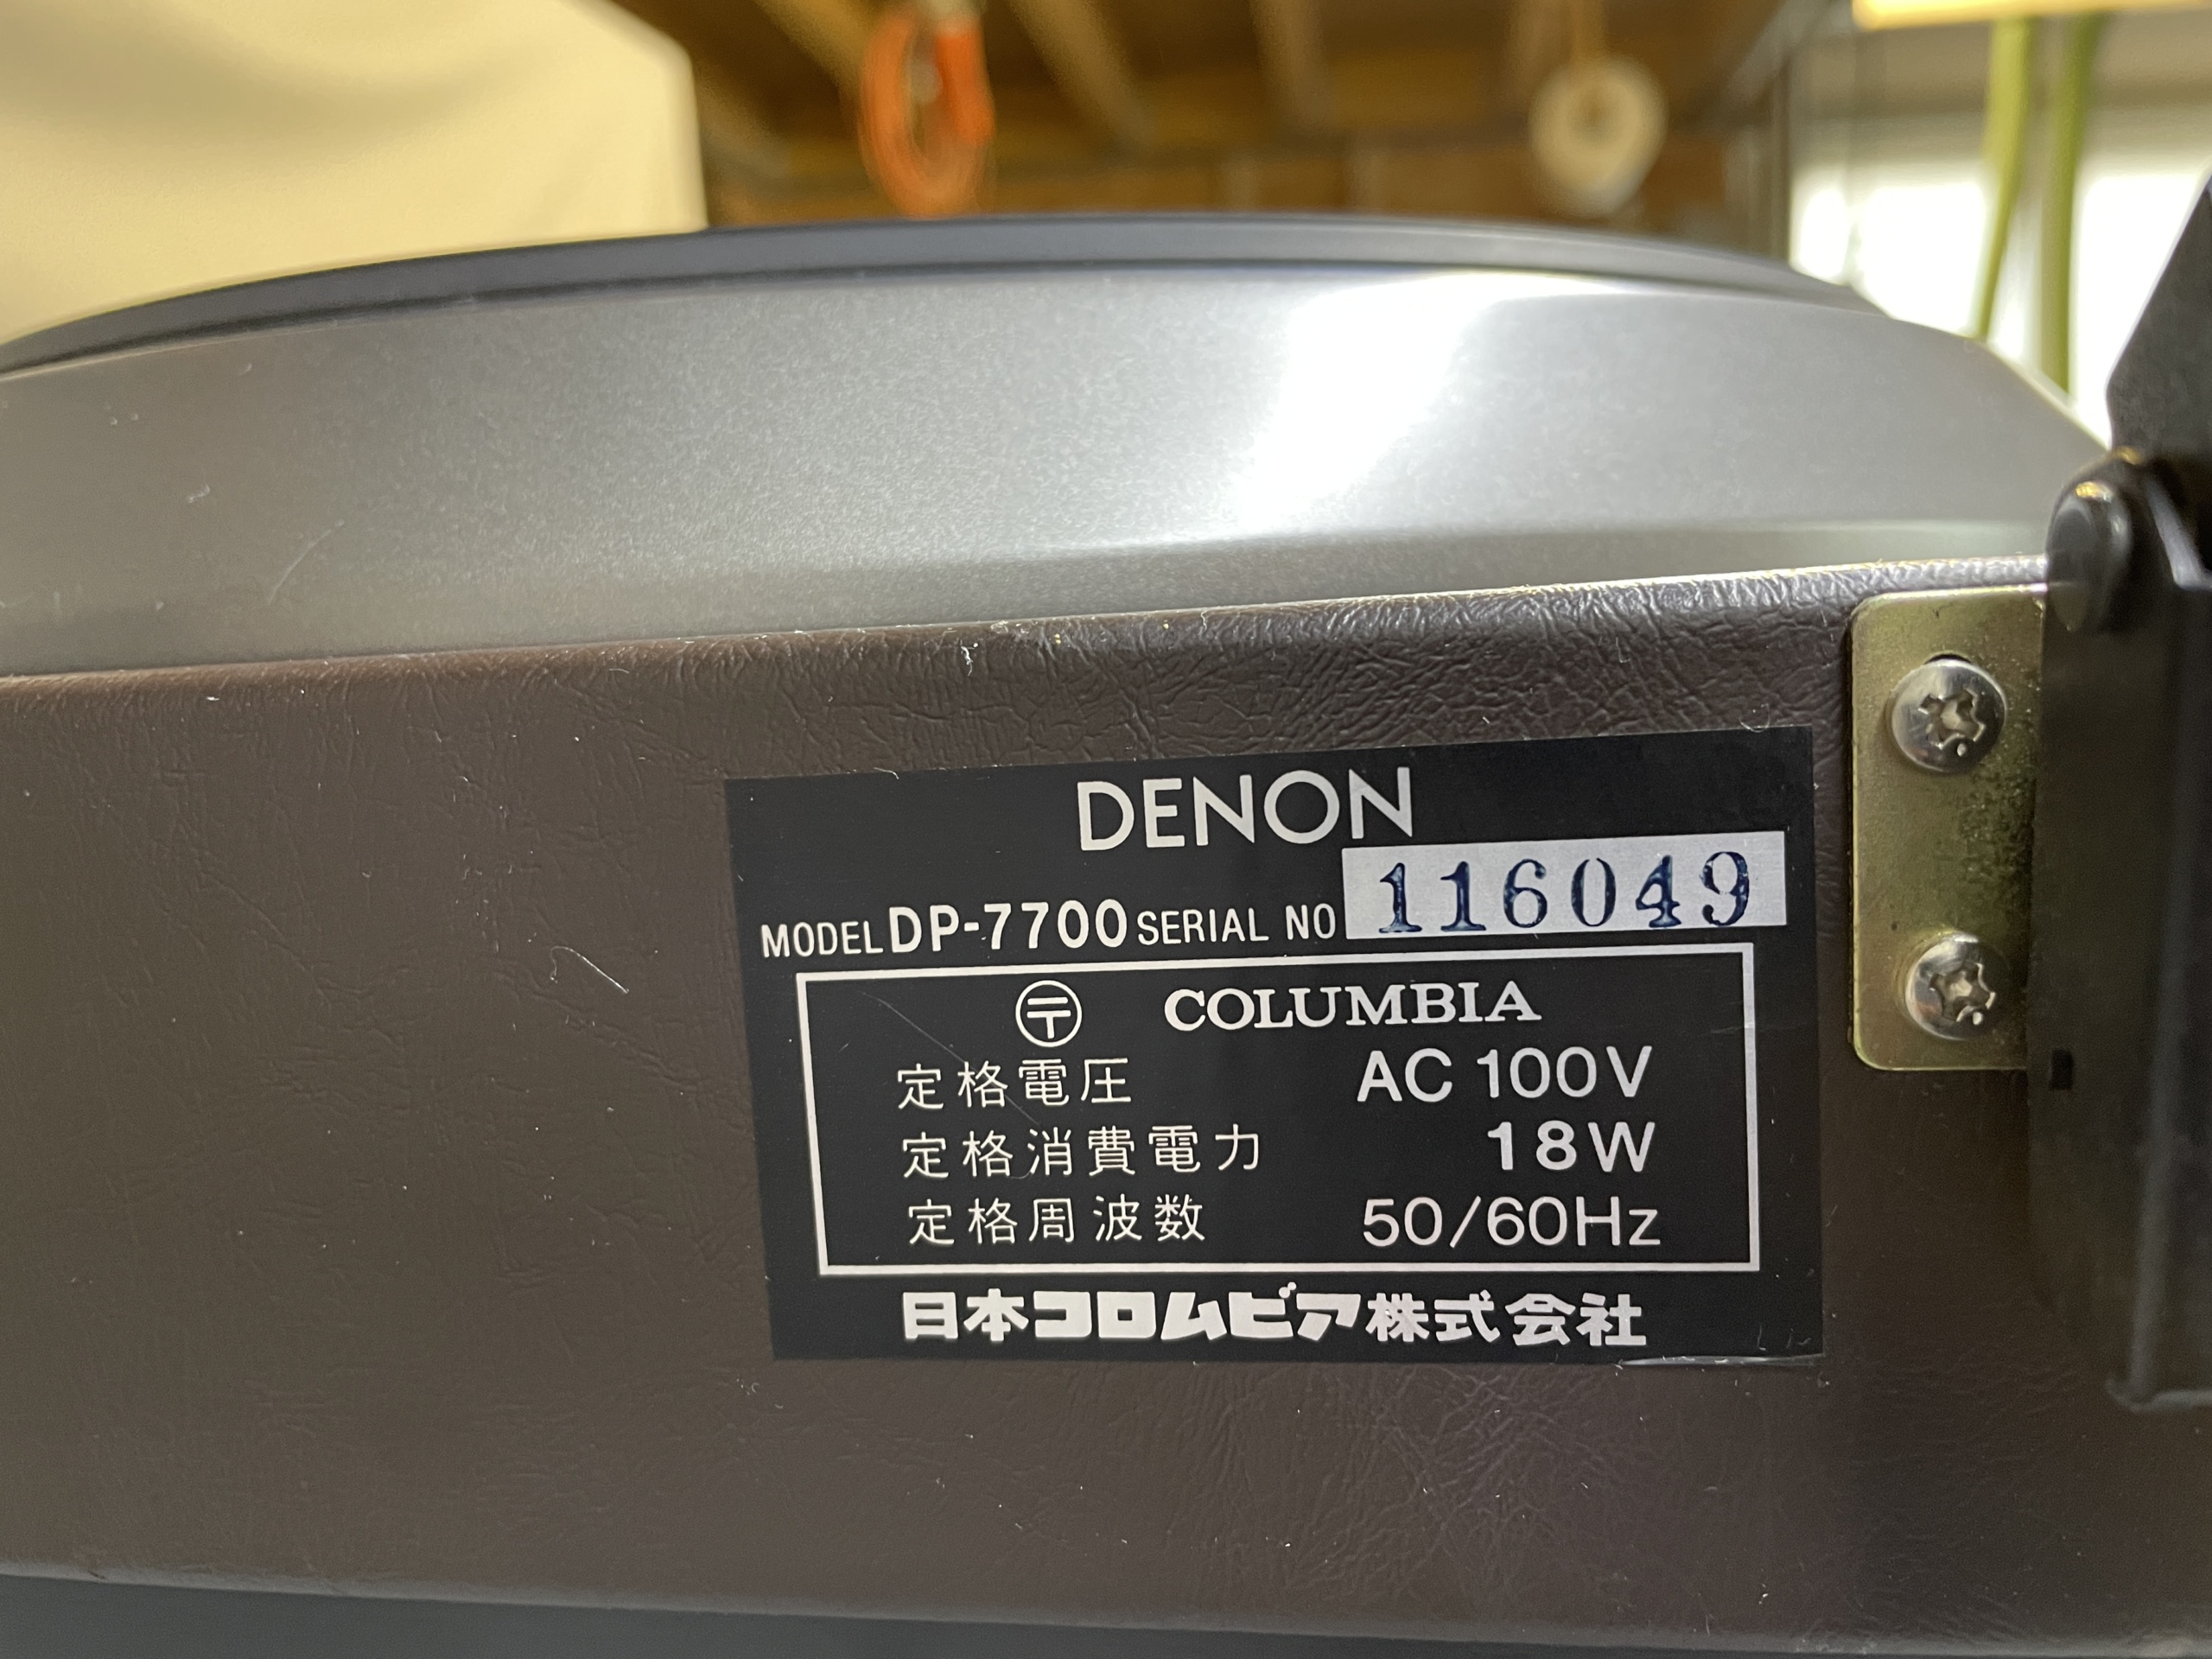 DENON
MODEL DP-7700 SERIAL NO 116049
〶 COLUMBIA
定格電圧 AC 100V
定格消費電力 18W
定格周波数 50/60Hz
日本コロムビア株式会社